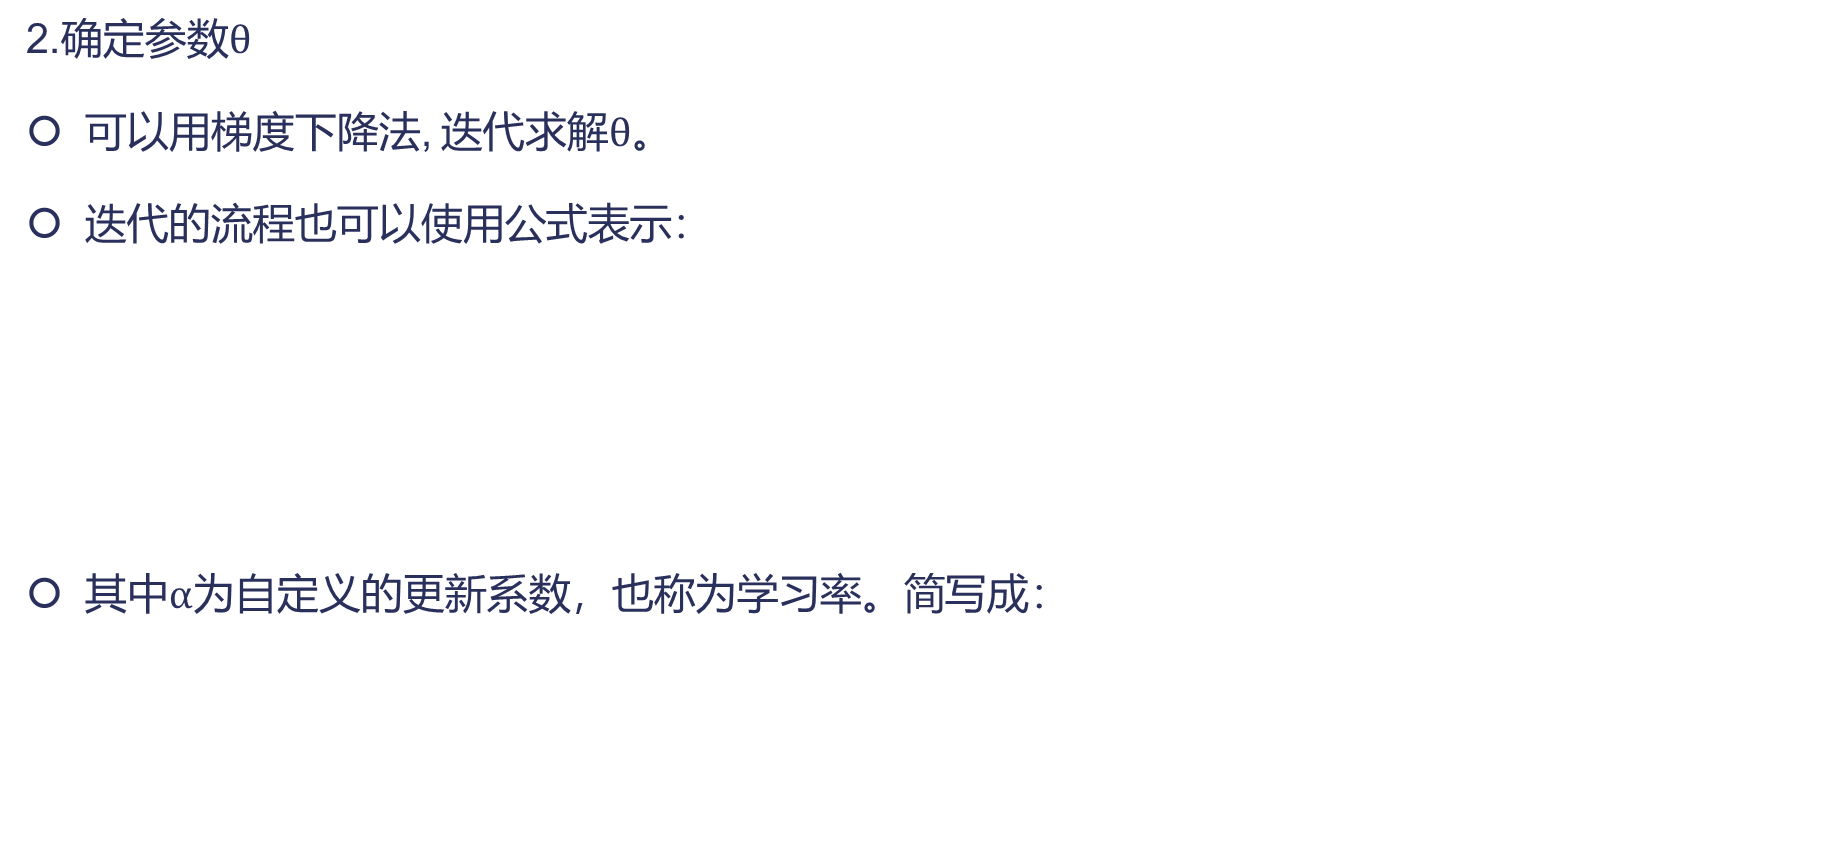 2.确定参数θ
可以用梯度下降法, 迭代求解θ。
迭代的流程也可以使用公式表示：
其中α为自定义的更新系数，也称为学习率。简写成：